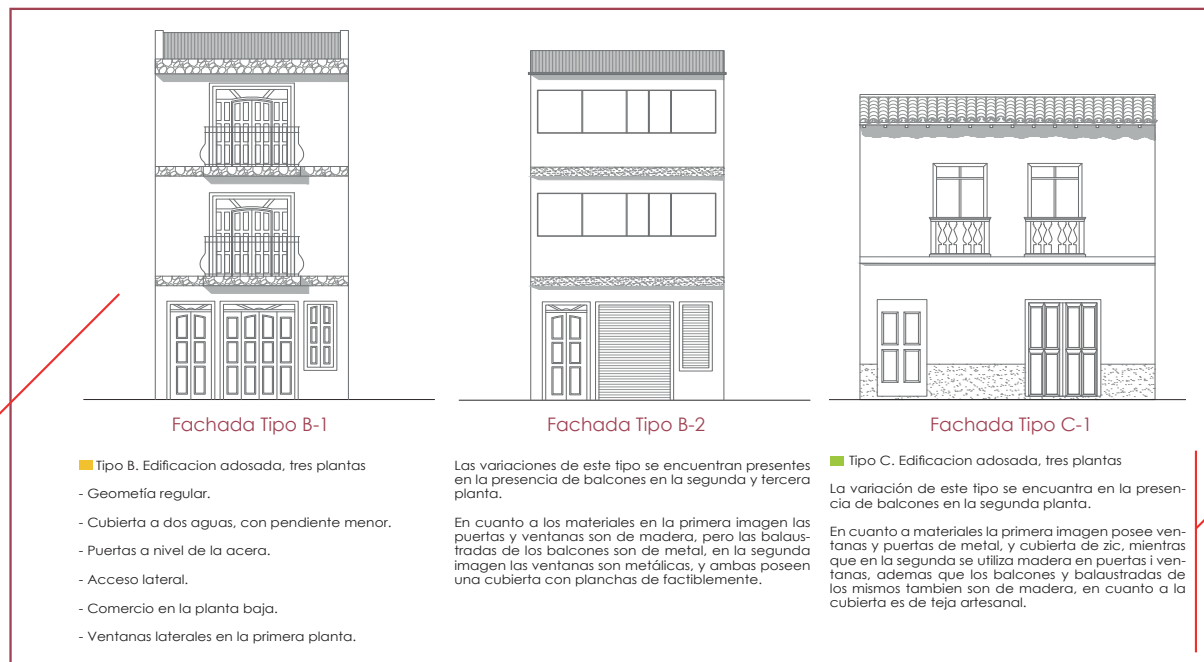 Fachada Tipo B-1
Tipo B. Edificacion adosada, tres plantas
- Geometía regular.
- Cubierta a dos aguas, con pendiente menor.
- Puertas a nivel de la acera.
- Acceso lateral.
- Comercio en la planta baja.
- Ventanas laterales en la primera planta.
Fachada Tipo B-2
Las variaciones de este tipo se encuentran presentes
en la presencia de balcones en la segunda y tercera
planta.
En cuanto a los materiales en la primera imagen las
puertas y ventanas son de madera, pero las balaus-
tradas de los balcones son de metal, en la segunda
imagen las ventanas son metálicas, y ambas poseen
una cubierta con planchas de factiblemente.
Fachada Tipo C-1
Tipo C. Edificacion adosada, tres plantas
La variación de este tipo se encuantra en la presen-
cia de balcones en la segunda planta.
En cuanto a materiales la primera imagen posee ven-
tanas y puertas de metal, y cubierta de zic, mientras
que en la segunda se utiliza madera en puertas i ven-
tanas, ademas que los balcones y balaustradas de
los mismos tambien son de madera, en cuanto a la
cubierta es de teja artesanal.